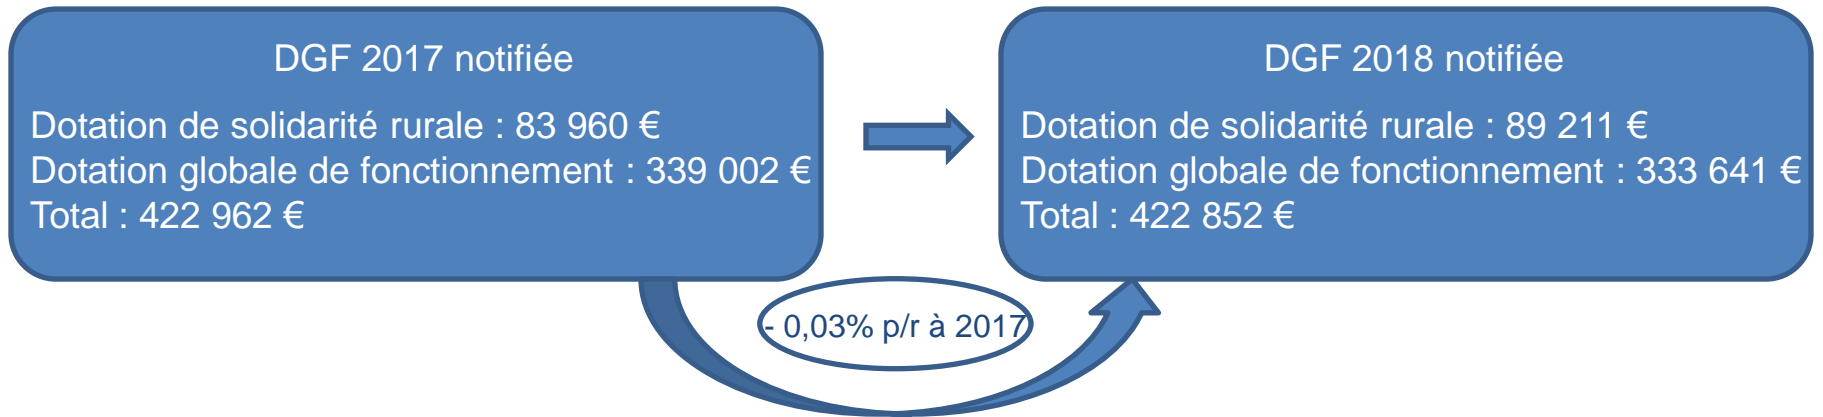 DGF 2017 notifiée
Dotation de solidarité rurale : 83 960 €
Dotation globale de fonctionnement : 339 002 €
Total : 422 962 €
DGF 2018 notifiée
Dotation de solidarité rurale : 89 211 €
Dotation globale de fonctionnement : 333 641 €
Total : 422 852 €
- 0,03% p/r à 2017